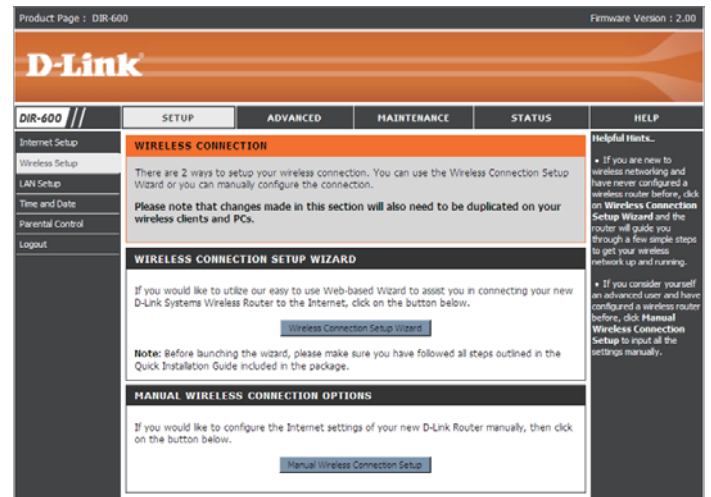 Product Page : DIR-600
Firmware Version : 2.00
D-Link
DIR-600
SETUP
ADVANCED
MAINTENANCE
STATUS
HELP
Internet Setup
Wireless Setup
LAN Setup
Time and Date
Parental Control
Logout
WIRELESS CONNECTION
There are 2 ways to setup your wireless connection. You can use the Wireless Connection Setup
Wizard or you can manually configure the connection.
Please note that changes made in this section will also need to be duplicated on your
wireless clients and PCs.
WIRELESS CONNECTION SETUP WIZARD
If you would like to utilize our easy to use Web-based Wizard to assist you in connecting your new
D-Link Systems Wireless Router to the Internet, click on the button below.
Wireless Connection Setup Wizard
Note: Before launching the wizard, please make sure you have followed all steps outlined in the
Quick Installation Guide included in the package.
MANUAL WIRELESS CONNECTION OPTIONS
If you would like to configure the Internet settings of your new D-Link Router manually, then click
on the button below.
Manual Wireless Connection Setup
Helpful Hints..
• If you are new to
wireless networking and
have never configured a
wireless router before, click
on Wireless Connection
Setup Wizard and the
router will guide you
through a few simple steps
to get your wireless
network up and running.
• If you consider yourself
an advanced user and have
configured a wireless router
before, click Manual
Wireless Connection
Setup to input all the
settings manually.